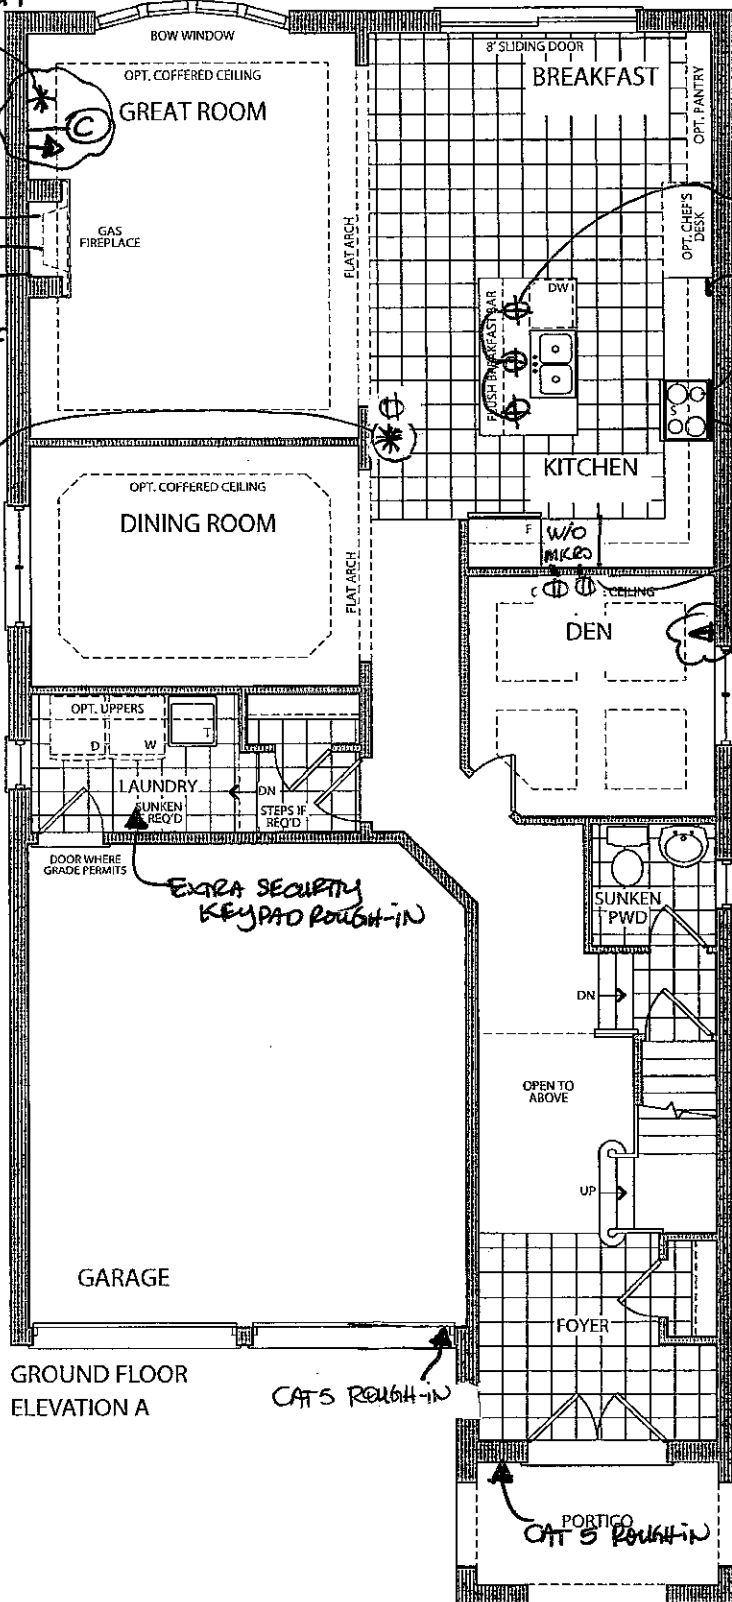 BOW WINDOW
OPT. COFFERED CEILING
GREAT ROOM
C
GAS
FIREPLACE
FLAT ARCH
8' SLIDING DOOR
BREAKFAST
OPT. PANTRY
OPT. CHEF'S
DESK
DW
FLUSH BREAKFAST BAR
S
KITCHEN
F
W/O
MICRO
OPT. COFFERED CEILING
DINING ROOM
FLAT ARCH
C
CEILING
DEN
OPT. UPPERS
D
W
T
LAUNDRY
SUNKEN
IF REQ'D
DN
STEPS IF
REQ'D
DOOR WHERE
GRADE PERMITS
EXTRA SECURITY
KEYPAD ROUGH-IN
SUNKEN
PWD
DN
OPEN TO
ABOVE
UP
GARAGE
FOYER
GROUND FLOOR
ELEVATION A
CAT5 ROUGH-IN
PORTICO
CAT 5 ROUGH-IN